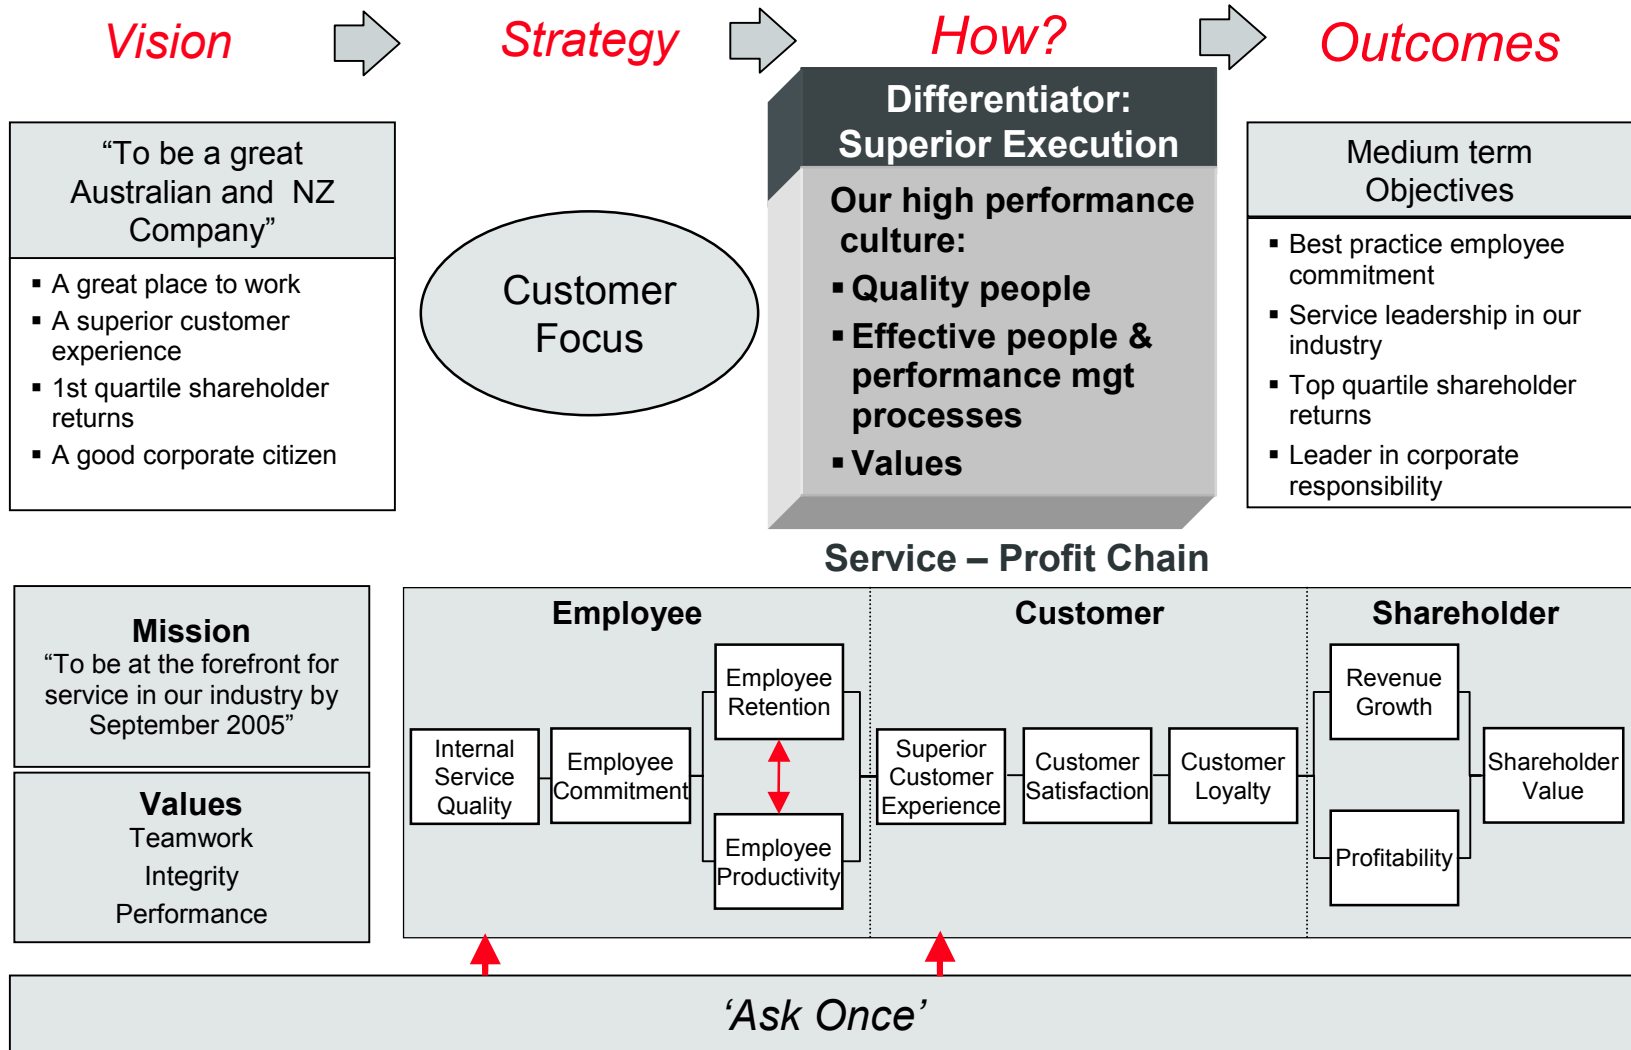 Vision
Strategy
How?
Outcomes
“To be a great
Australian and NZ
Company”
▪ A great place to work
▪ A superior customer
experience
▪ 1st quartile shareholder
returns
▪ A good corporate citizen
Customer
Focus
Differentiator:
Superior Execution
Our high performance
culture:
▪ Quality people
▪ Effective people &
performance mgt
processes
▪ Values
Medium term
Objectives
▪ Best practice employee
commitment
▪ Service leadership in our
industry
▪ Top quartile shareholder
returns
▪ Leader in corporate
responsibility
Service – Profit Chain
Mission
“To be at the forefront for
service in our industry by
September 2005”
Values
Teamwork
Integrity
Performance
Employee
Internal
Service
Quality
Employee
Commitment
Employee
Retention
Employee
Productivity
Customer
Superior
Customer
Experience
Customer
Satisfaction
Customer
Loyalty
Shareholder
Revenue
Growth
Profitability
Shareholder
Value
‘Ask Once’